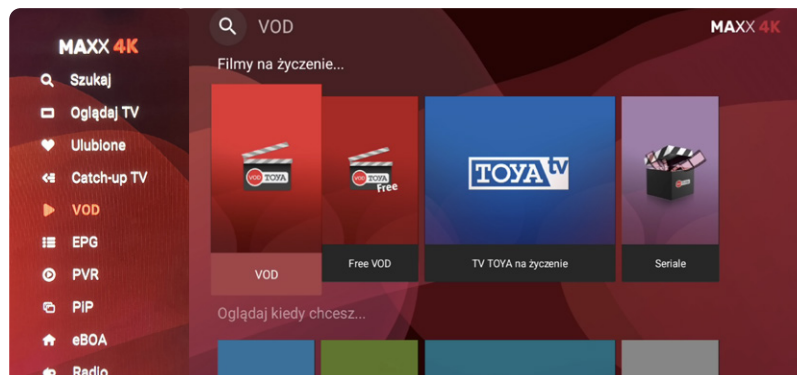 MAXX 4K
Szukaj
Oglądaj TV
Ulubione
Catch-up TV
VOD
EPG
PVR
PIP
eBOA
Radio
VOD
MAXX 4K
Filmy na życzenie...
VOD TOYA
VOD TOYA
Free
TOYA tv
VOD
Free VOD
TV TOYA na życzenie
Seriale
Oglądaj kiedy chcesz...